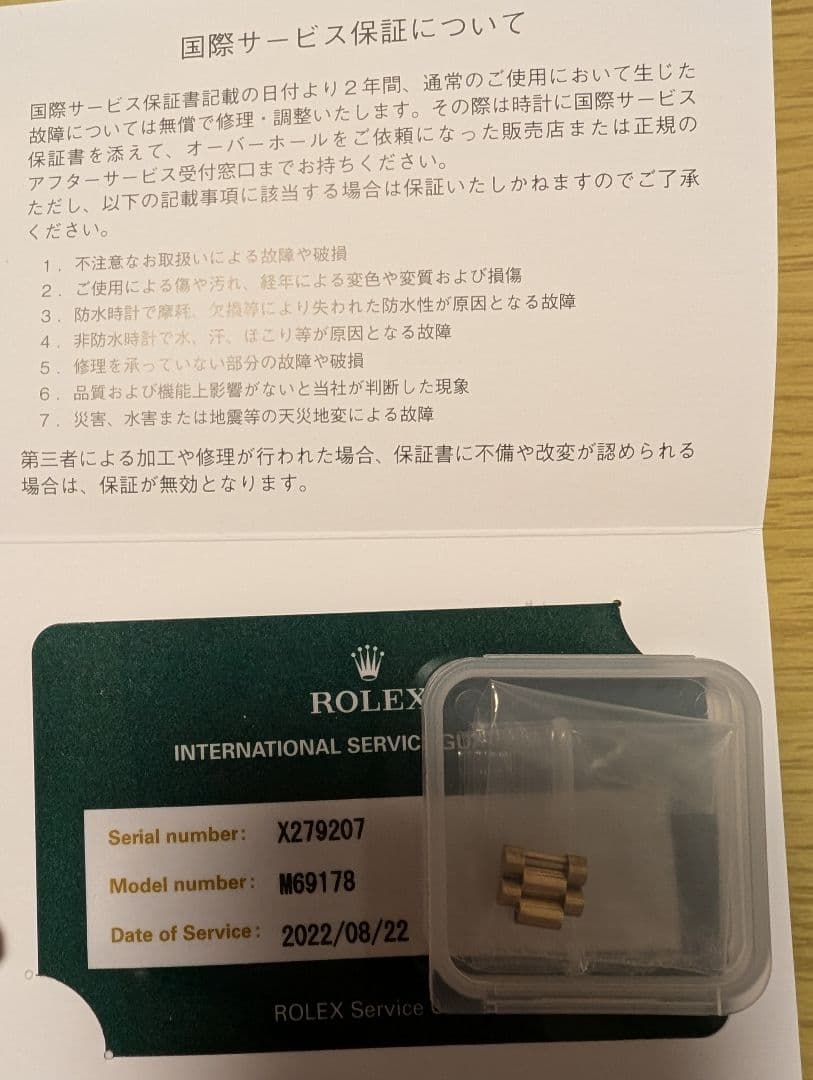 国際サービス保証について
国際サービス保証書記載の日付より２年間、通常のご使用において生じた
故障については無償で修理・調整いたします。その際は時計に国際サービス
保証書を添えて、オーバーホールをご依頼になった販売店または正規の
アフターサービス受付窓口までお持ちください。
ただし、以下の記載事項に該当する場合は保証いたしかねますのでご了承
ください。
１．不注意なお取扱いによる故障や破損
２．ご使用による傷や汚れ、経年による変色や変質および損傷
３．防水時計で摩耗、欠損等により失われた防水性が原因となる故障
４．非防水時計で水、汗、ほこり等が原因となる故障
５．修理を承っていない部分の故障や破損
６．品質および機能上影響がないと当社が判断した現象
７．災害、水害または地震等の天災地変による故障
第三者による加工や修理が行われた場合、保証書に不備や改変が認められる
場合は、保証が無効となります。
ROLEX
INTERNATIONAL SERVICE
Serial number: X279207
Model number: M69178
Date of Service: 2022/08/22
ROLEX Service